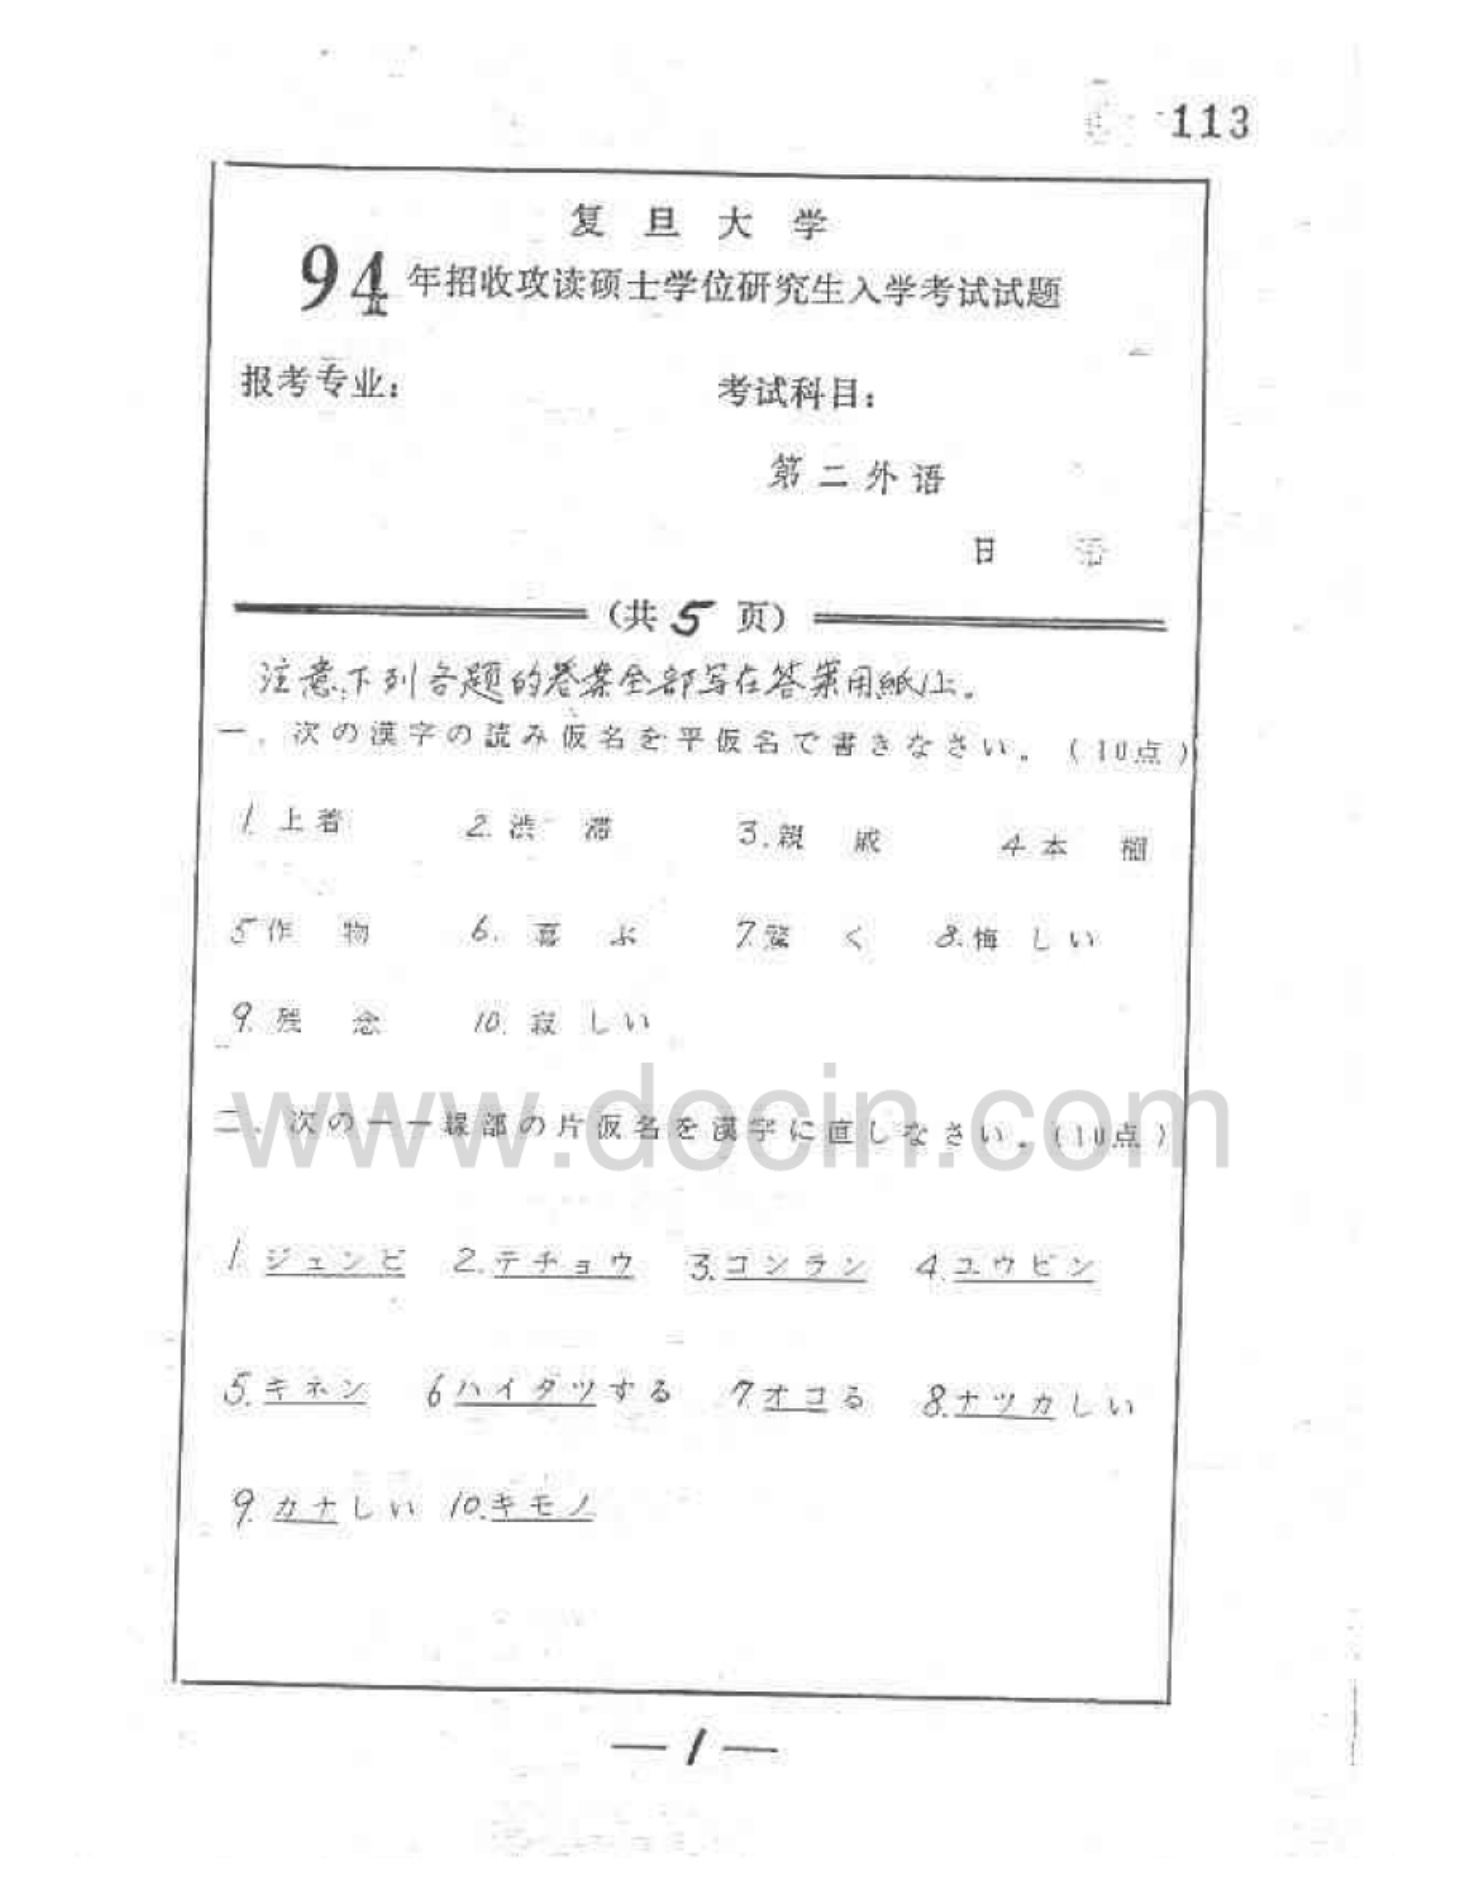 113
复旦大学
94年招收攻读硕士学位研究生入学考试试题
报考专业： 考试科目：
第二外语
日 语
（共 5 页）
注意:下列各题的答案全部写在答案用紙上。
一、次の漢字の読み仮名を平仮名で書きなさい。（10点）
1.上着 2.渋滞 3.親戚 4本棚
5作物 6.喜ぶ 7.驚く 8.悔しい
9.残念 10.寂しい
二、次の一一線部の片仮名を漢字に直しなさい。（10点）
1.ジュンビ 2.テチョウ 3.コンラン 4.ユウビン
5.キネン 6ハイタツする 7オコる 8.ナツカしい
9.カナしい 10.キモノ
—1—
www.docin.com